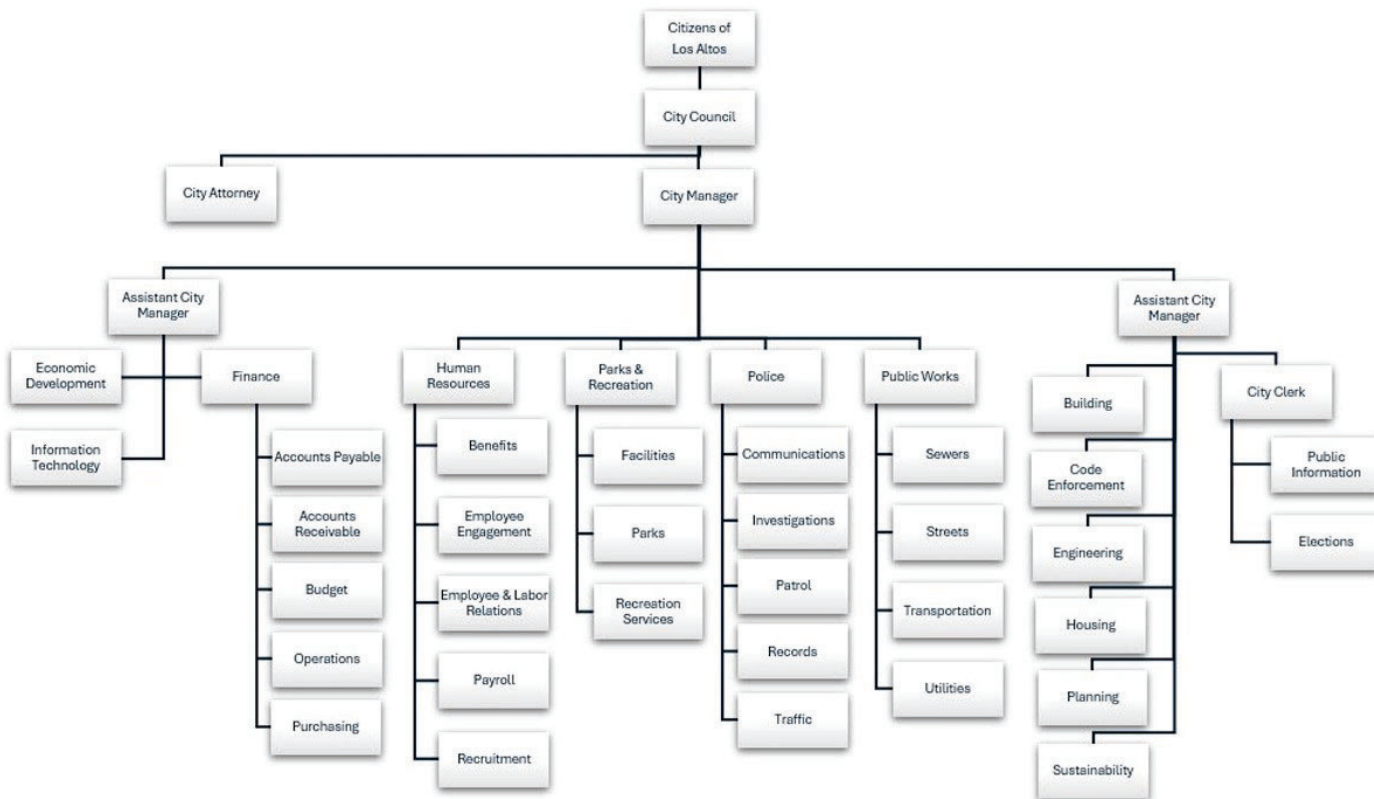 Citizens of
Los Altos
City Council
City Attorney
City Manager
Assistant City
Manager
Assistant City
Manager
Economic
Development
Finance
Information
Technology
Accounts Payable
Accounts
Receivable
Budget
Operations
Purchasing
Human
Resources
Benefits
Employee
Engagement
Employee & Labor
Relations
Payroll
Recruitment
Parks &
Recreation
Facilities
Parks
Recreation
Services
Police
Communications
Investigations
Patrol
Records
Traffic
Public Works
Sewers
Streets
Transportation
Utilities
Building
Code
Enforcement
Engineering
Housing
Planning
Sustainability
City Clerk
Public
Information
Elections